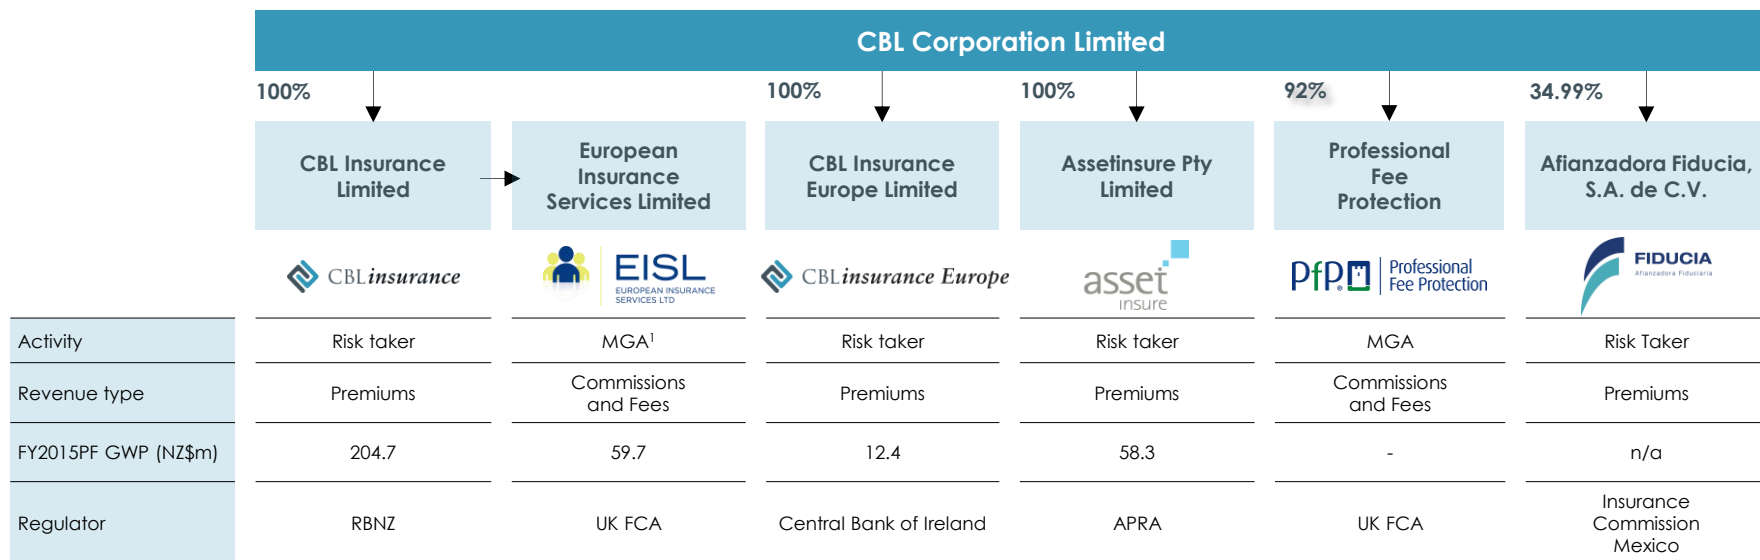 CBL Corporation Limited
100%
100%
100%
92%
34.99%
CBL Insurance
Limited
European
Insurance
Services Limited
CBL Insurance
Europe Limited
Assetinsure Pty
Limited
Professional
Fee
Protection
Afianzadora Fiducia,
S.A. de C.V.
CBLinsurance
EISL
EUROPEAN INSURANCE
SERVICES LTD
CBLinsurance Europe
asset
insure
PfP
Professional
Fee Protection
FIDUCIA
Afianzadora Fiduciaria
Activity
Risk taker
MGA¹
Risk taker
Risk taker
MGA
Risk Taker
Revenue type
Premiums
Commissions
and Fees
Premiums
Premiums
Commissions
and Fees
Premiums
FY2015PF GWP (NZ$m)
204.7
59.7
12.4
58.3
-
n/a
Regulator
RBNZ
UK FCA
Central Bank of Ireland
APRA
UK FCA
Insurance
Commission
Mexico